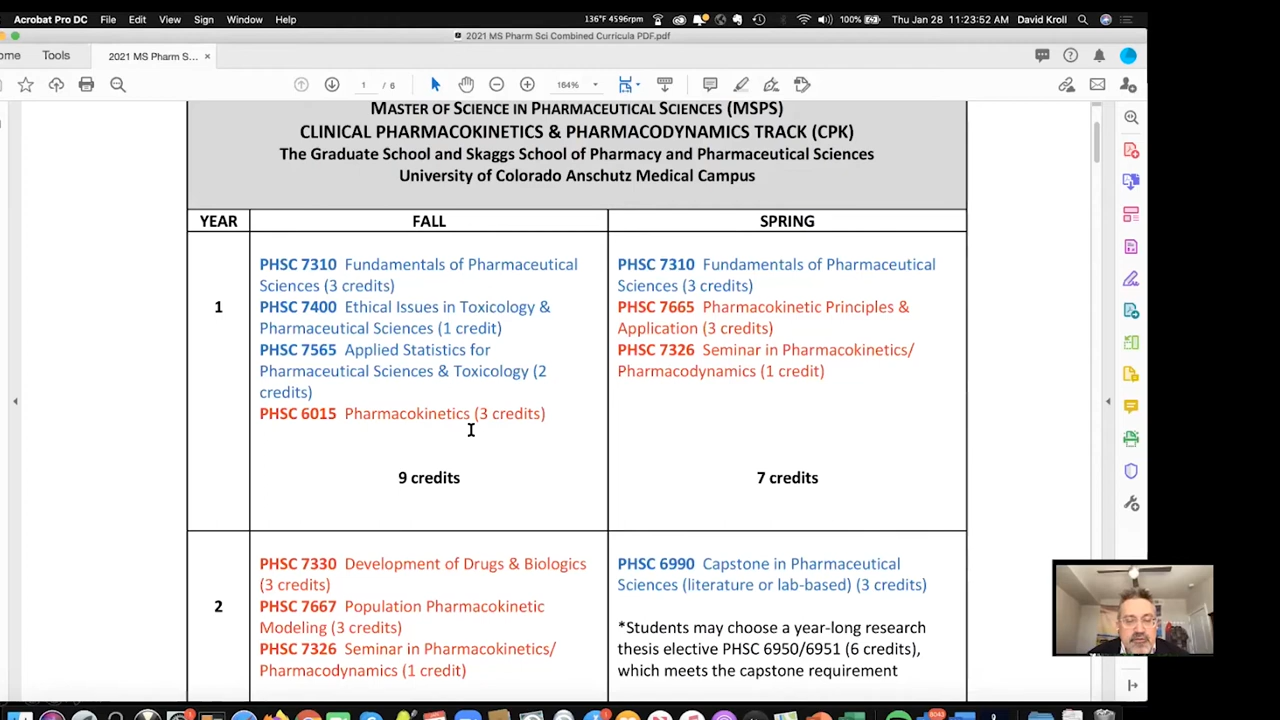 Acrobat Pro DC File Edit View Sign Window Help 136°F 4596rpm 100% Thu Jan 28 11:23:52 AM David Kroll
2021 MS Pharm Sci Combined Curricula PDF.pdf
ome Tools 2021 MS Pharm S... ×
1 / 6 164%
MASTER OF SCIENCE IN PHARMACEUTICAL SCIENCES (MSPS)
CLINICAL PHARMACOKINETICS & PHARMACODYNAMICS TRACK (CPK)
The Graduate School and Skaggs School of Pharmacy and Pharmaceutical Sciences
University of Colorado Anschutz Medical Campus
YEAR FALL SPRING
1
PHSC 7310 Fundamentals of Pharmaceutical
Sciences (3 credits)
PHSC 7400 Ethical Issues in Toxicology &
Pharmaceutical Sciences (1 credit)
PHSC 7565 Applied Statistics for
Pharmaceutical Sciences & Toxicology (2
credits)
PHSC 6015 Pharmacokinetics (3 credits)
9 credits
PHSC 7310 Fundamentals of Pharmaceutical
Sciences (3 credits)
PHSC 7665 Pharmacokinetic Principles &
Application (3 credits)
PHSC 7326 Seminar in Pharmacokinetics/
Pharmacodynamics (1 credit)
7 credits
2
PHSC 7330 Development of Drugs & Biologics
(3 credits)
PHSC 7667 Population Pharmacokinetic
Modeling (3 credits)
PHSC 7326 Seminar in Pharmacokinetics/
Pharmacodynamics (1 credit)
PHSC 6990 Capstone in Pharmaceutical
Sciences (literature or lab-based) (3 credits)
*Students may choose a year-long research
thesis elective PHSC 6950/6951 (6 credits),
which meets the capstone requirement